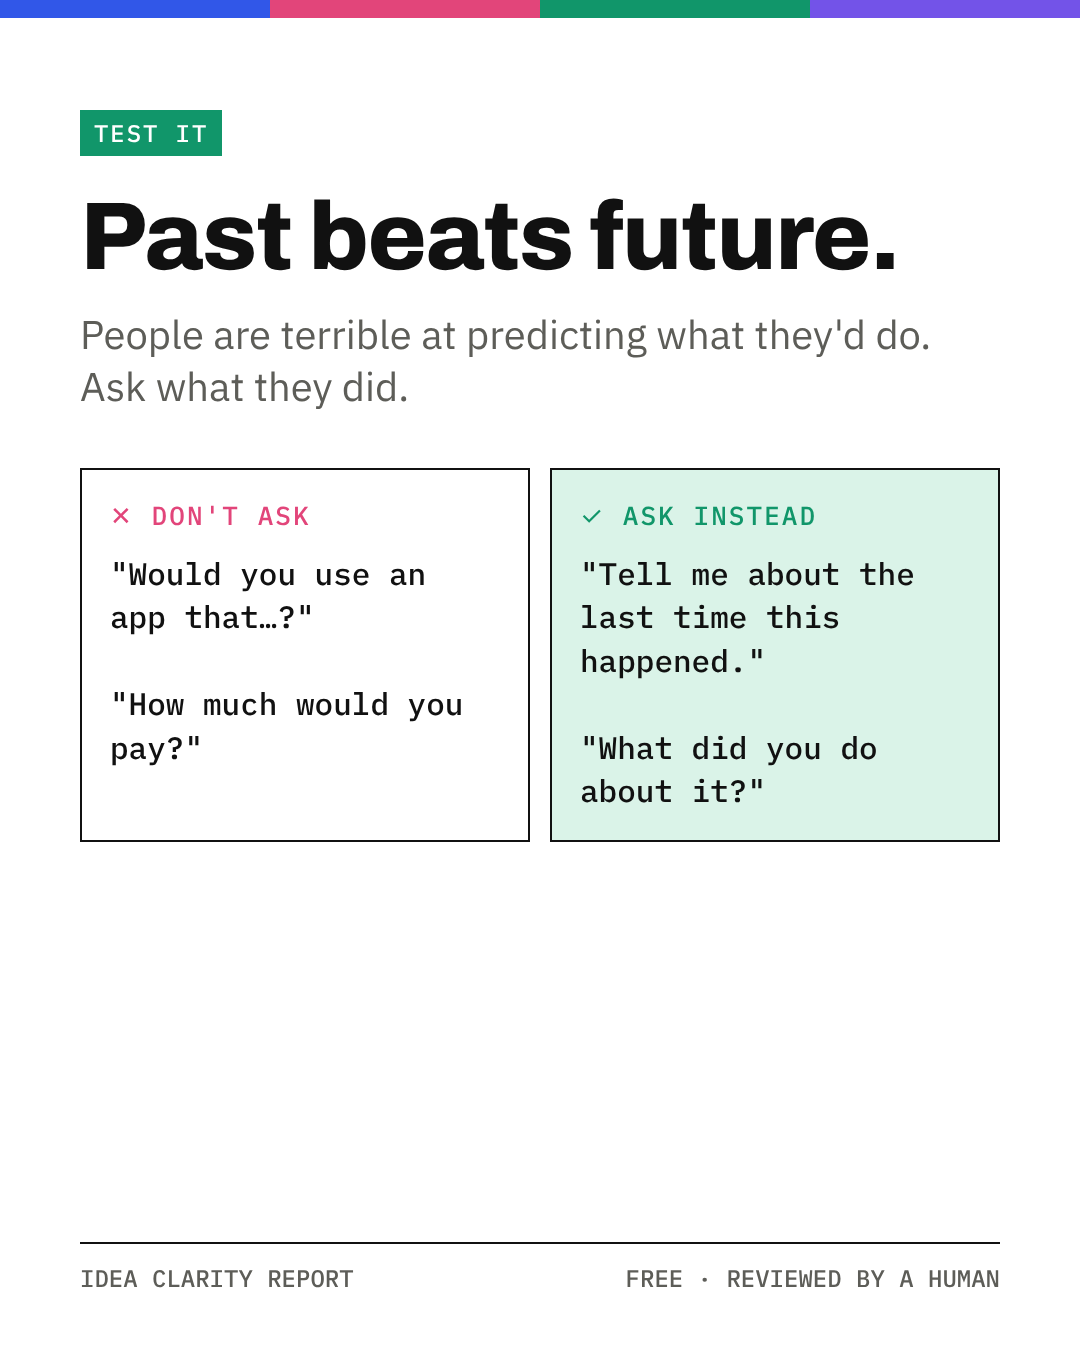 TEST IT
Past beats future.
People are terrible at predicting what they'd do.
Ask what they did.
✕ DON'T ASK
"Would you use an
app that…?"
"How much would you
pay?"
✓ ASK INSTEAD
"Tell me about the
last time this
happened."
"What did you do
about it?"
IDEA CLARITY REPORT
FREE · REVIEWED BY A HUMAN